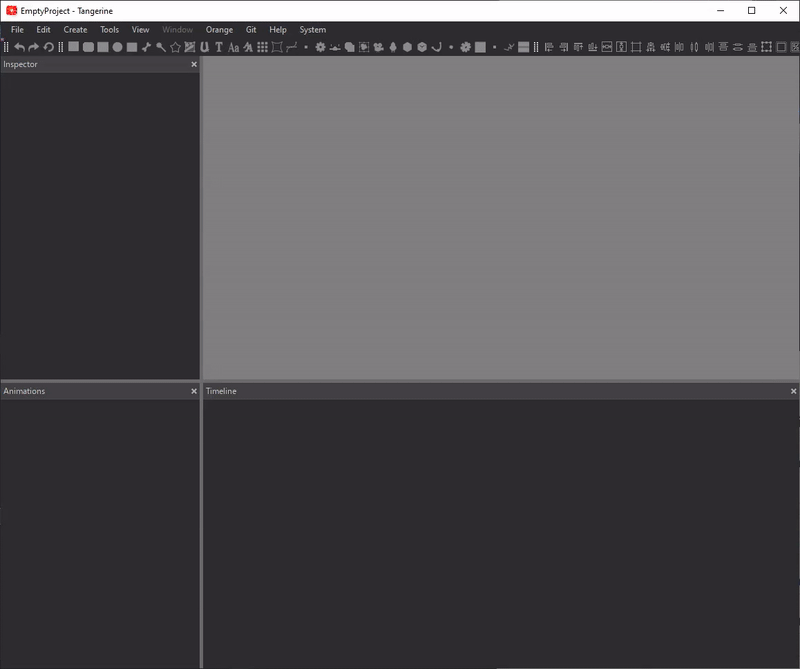 EmptyProject - Tangerine
File Edit Create Tools View Window Orange Git Help System
T Aa
Inspector
Animations
Timeline